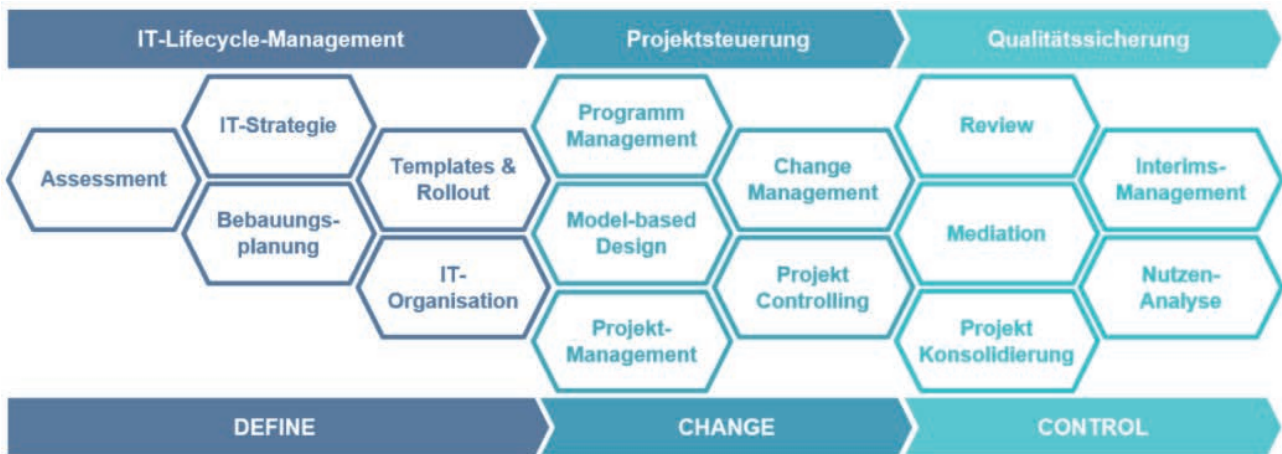 IT-Lifecycle-Management
Projektsteuerung
Qualitätssicherung
Assessment
IT-Strategie
Bebauungs-
planung
Templates &
Rollout
IT-
Organisation
Programm
Management
Model-based
Design
Projekt-
Management
Change
Management
Projekt
Controlling
Review
Mediation
Projekt
Konsolidierung
Interims-
Management
Nutzen-
Analyse
DEFINE
CHANGE
CONTROL